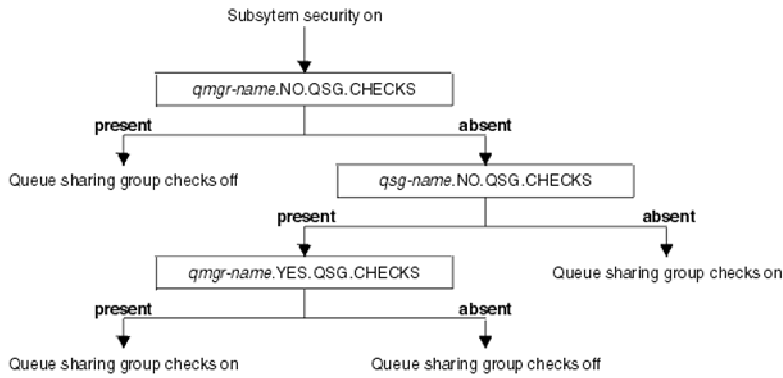 Subsytem security on
qmgr-name.NO.QSG.CHECKS
present absent
Queue sharing group checks off
qsg-name.NO.QSG.CHECKS
present absent
qmgr-name.YES.QSG.CHECKS
Queue sharing group checks on
present absent
Queue sharing group checks on Queue sharing group checks off